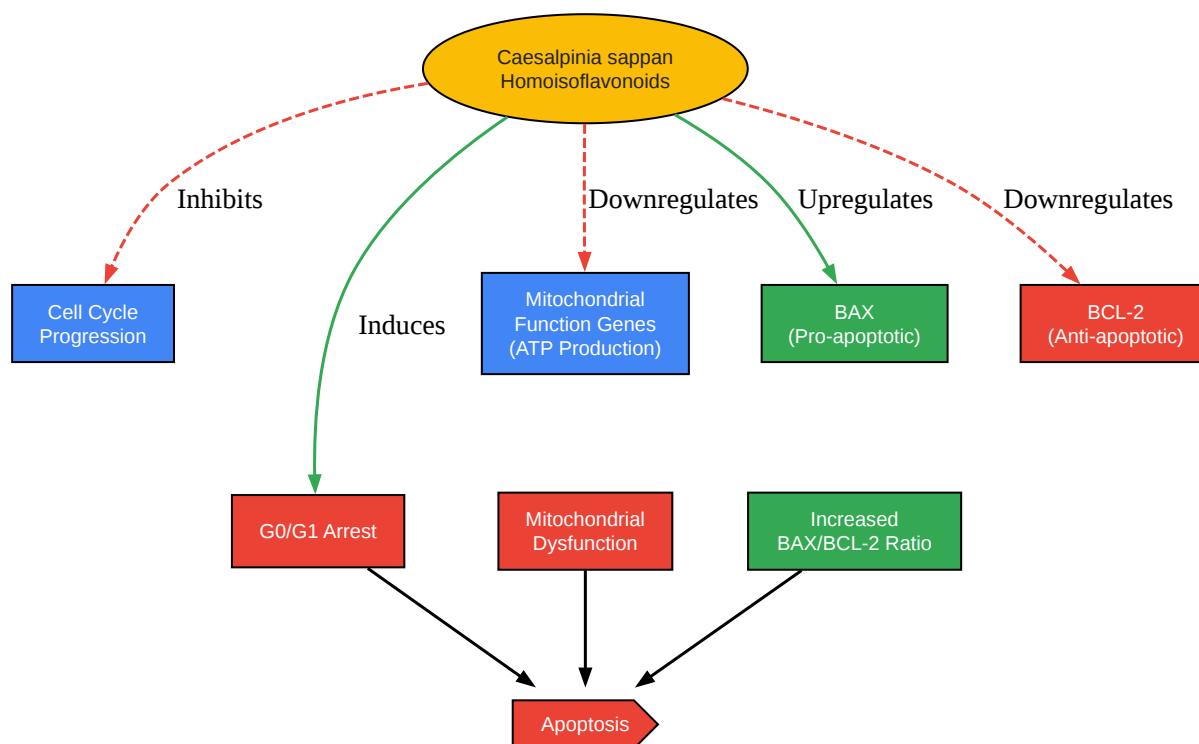 Caesalpinia sappan
Homoisoflavonoids
Inhibits
Downregulates
Upregulates
Downregulates
Cell Cycle
Progression
Induces
Mitochondrial
Function Genes
(ATP Production)
BAX
(Pro-apoptotic)
BCL-2
(Anti-apoptotic)
G0/G1 Arrest
Mitochondrial
Dysfunction
Increased
BAX/BCL-2 Ratio
Apoptosis